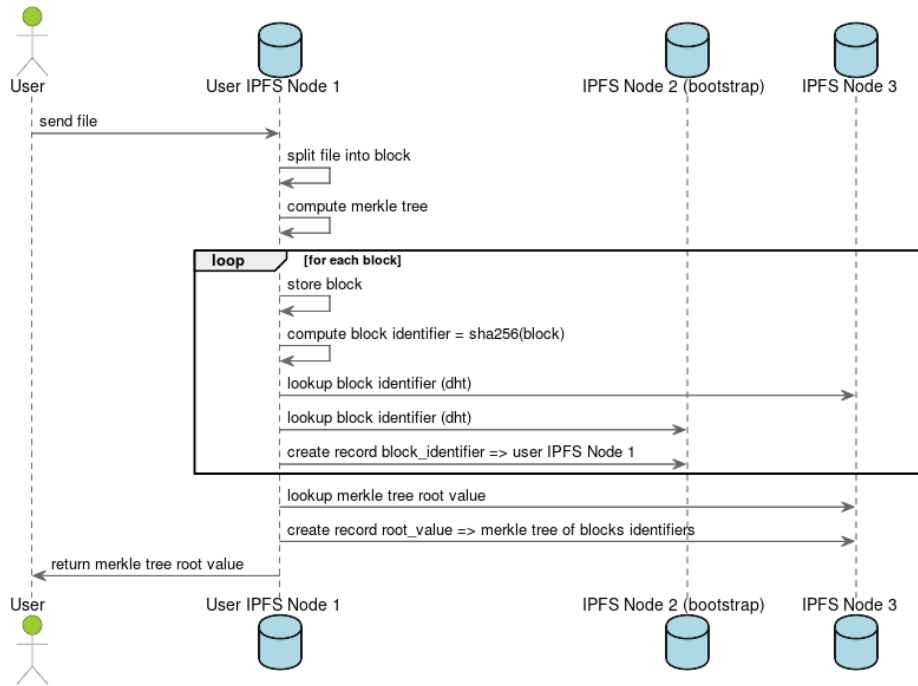 User
User IPFS Node 1
IPFS Node 2 (bootstrap)
IPFS Node 3
send file
split file into block
compute merkle tree
loop
[for each block]
store block
compute block identifier = sha256(block)
lookup block identifier (dht)
lookup block identifier (dht)
create record block_identifier => user IPFS Node 1
lookup merkle tree root value
create record root_value => merkle tree of blocks identifiers
return merkle tree root value
User
User IPFS Node 1
IPFS Node 2 (bootstrap)
IPFS Node 3